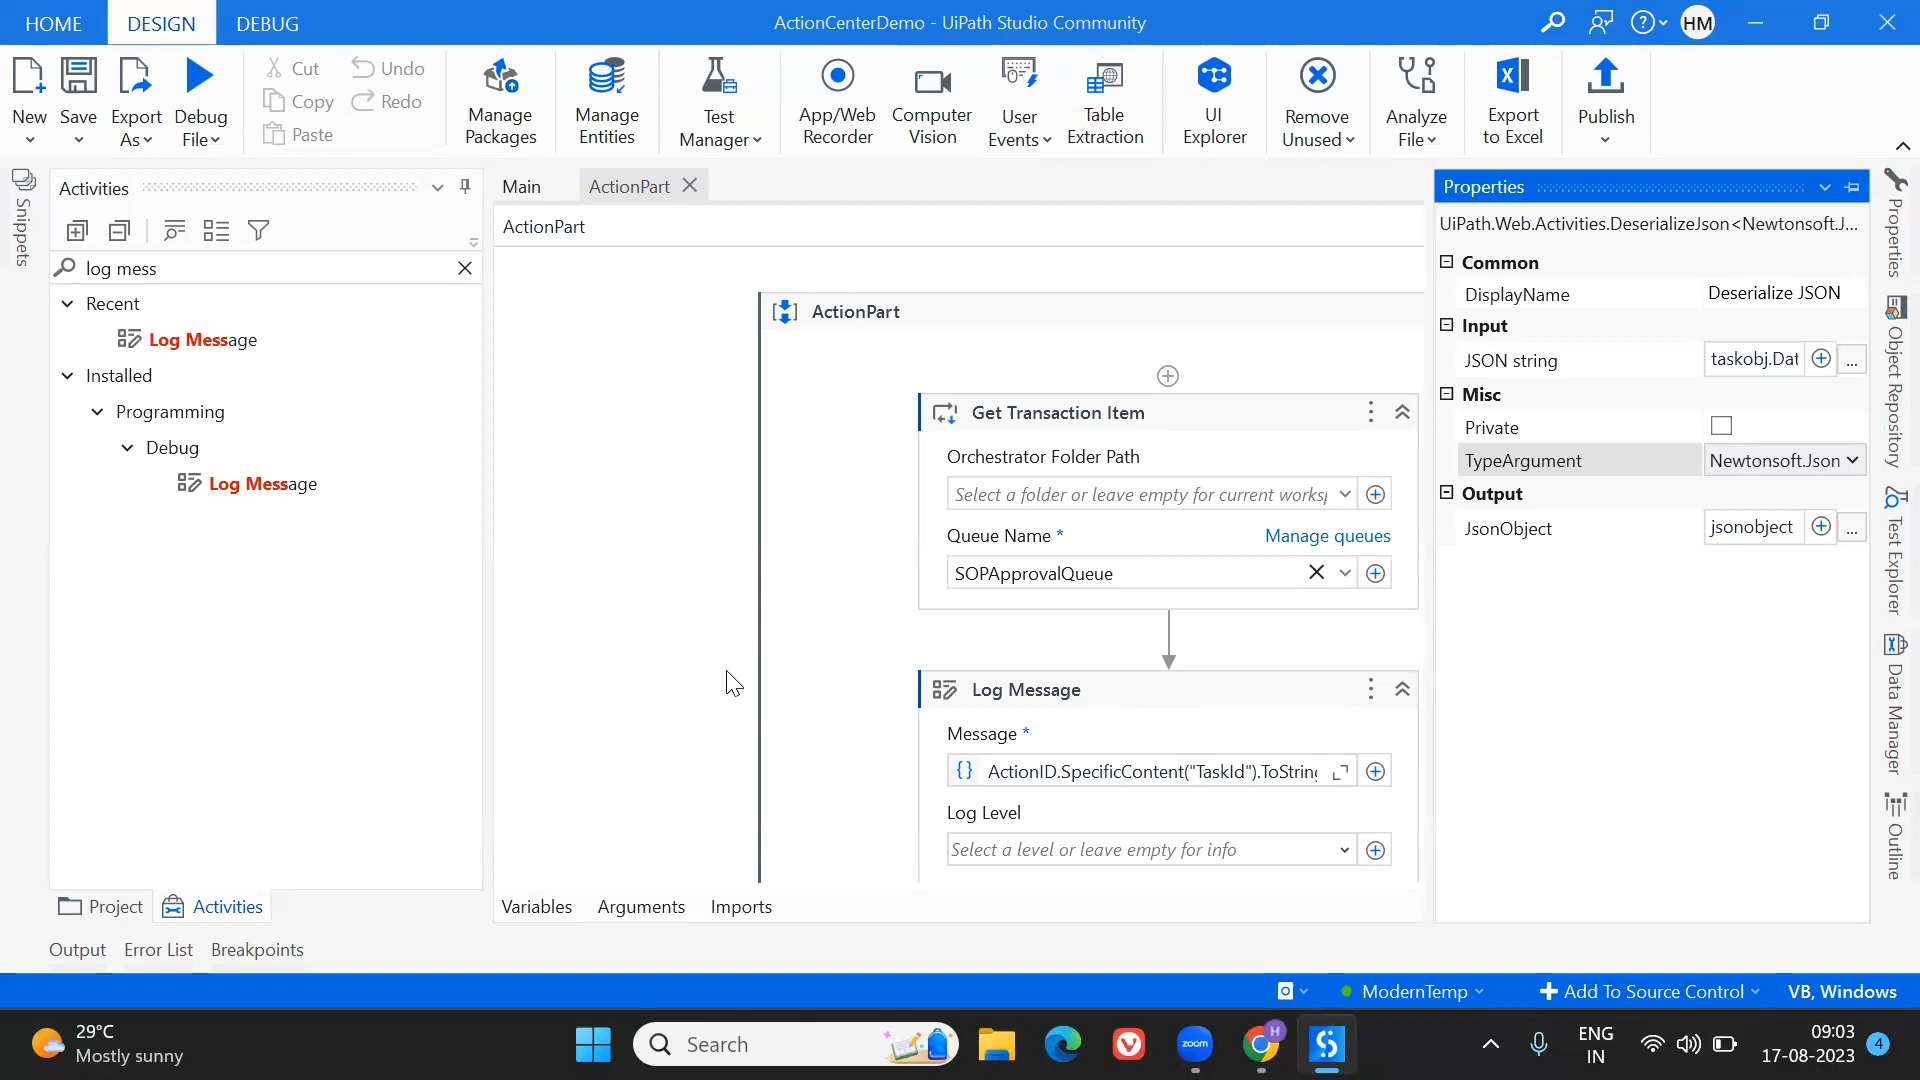 HOME DESIGN DEBUG ActionCenterDemo - UiPath Studio Community HM
New Save Export As Debug File Cut Copy Paste Undo Redo Manage Packages Manage Entities Test Manager App/Web Recorder Computer Vision User Events Table Extraction UI Explorer Remove Unused Analyze File Export to Excel Publish
Snippets
Activities
log mess
Recent
Log Message
Installed
Programming
Debug
Log Message
Project Activities
Main ActionPart
ActionPart
ActionPart
Get Transaction Item
Orchestrator Folder Path
Select a folder or leave empty for current worksp
Queue Name * Manage queues
SOPApprovalQueue
Log Message
Message *
{} ActionID.SpecificContent("TaskId").ToString
Log Level
Select a level or leave empty for info
Variables Arguments Imports
Properties
UiPath.Web.Activities.DeserializeJson<Newtonsoft.J...
Common
DisplayName Deserialize JSON
Input
JSON string taskobj.Dat ...
Misc
Private
TypeArgument Newtonsoft.Json
Output
JsonObject jsonobject ...
Properties
Object Repository
Test Explorer
Data Manager
Outline
Output Error List Breakpoints
ModernTemp Add To Source Control VB, Windows
29°C
Mostly sunny
Search
zoom
H
ENG
IN
09:03
17-08-2023
4